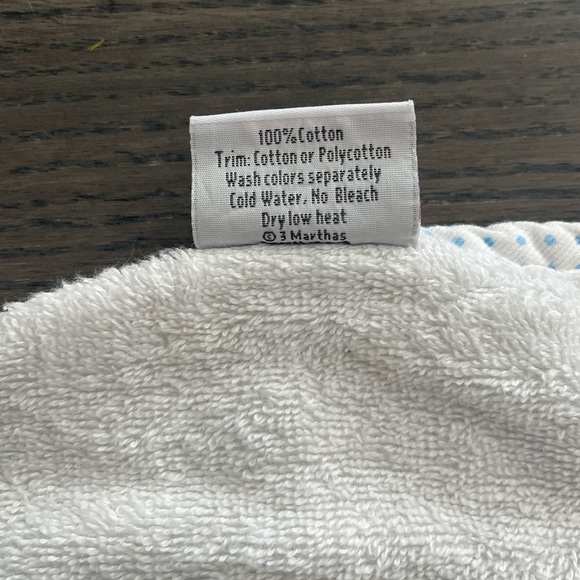 100% Cotton
Trim: Cotton or Polycotton
Wash colors separately
Cold Water, No Bleach
Dry low heat
© 3 Marthas